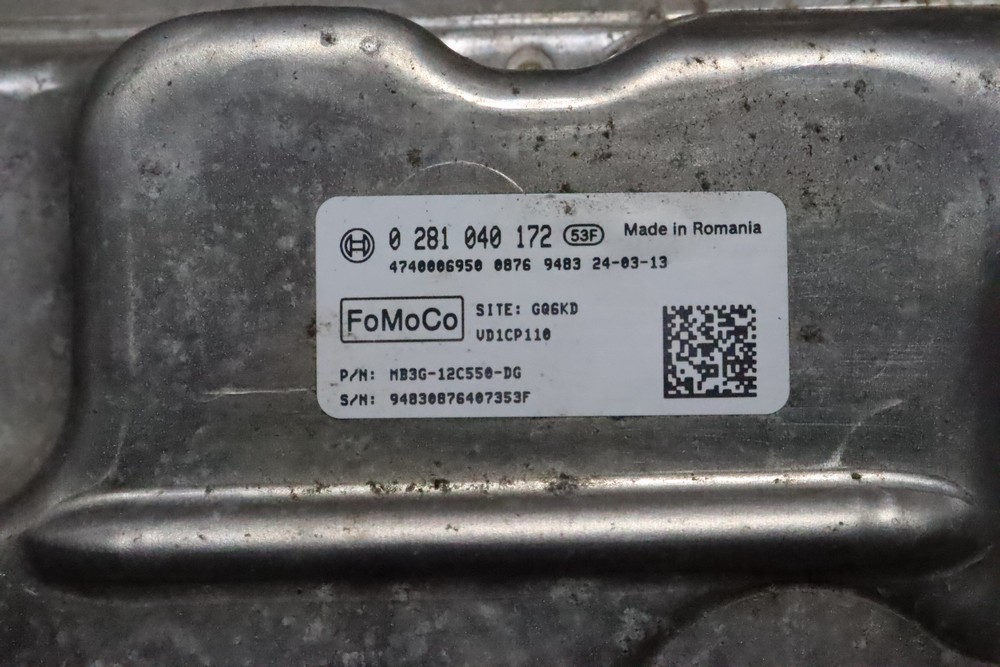 0 281 040 172 53F Made in Romania
4740006950 0876 9483 24-03-13
FoMoCo SITE: GQ6KD
VD1CP110
P/N: MB3G-12C550-DG
S/N: 94830876407353F